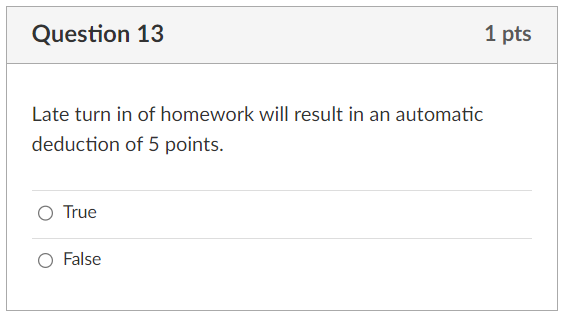 Question 13
1 pts
Late turn in of homework will result in an automatic
deduction of 5 points.
True
False